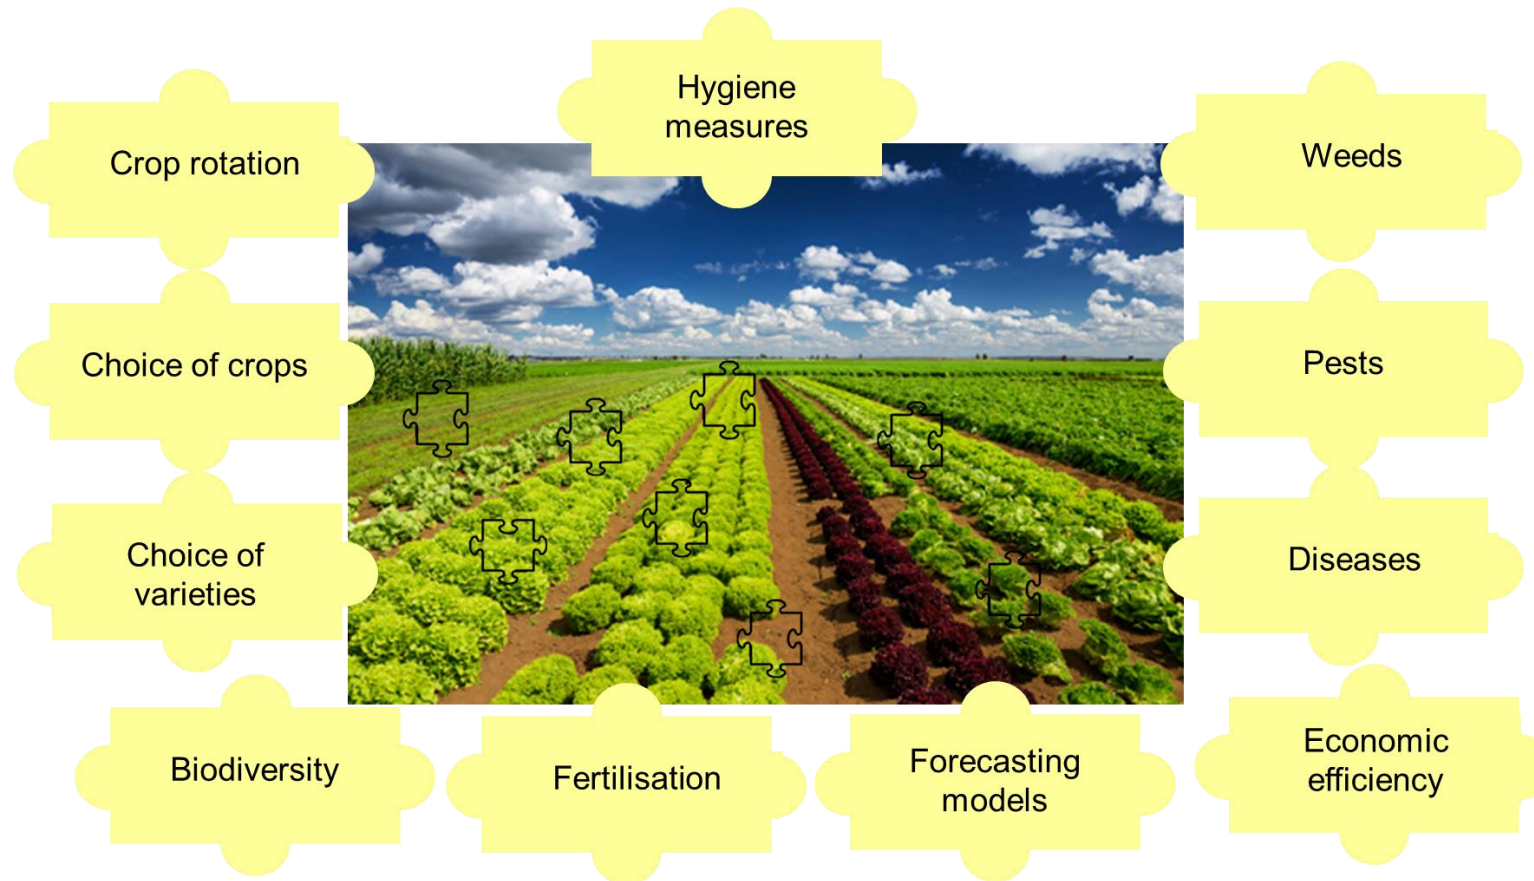 Hygiene
measures
Crop rotation
Weeds
Choice of crops
Pests
Choice of
varieties
Diseases
Biodiversity
Fertilisation
Forecasting
models
Economic
efficiency